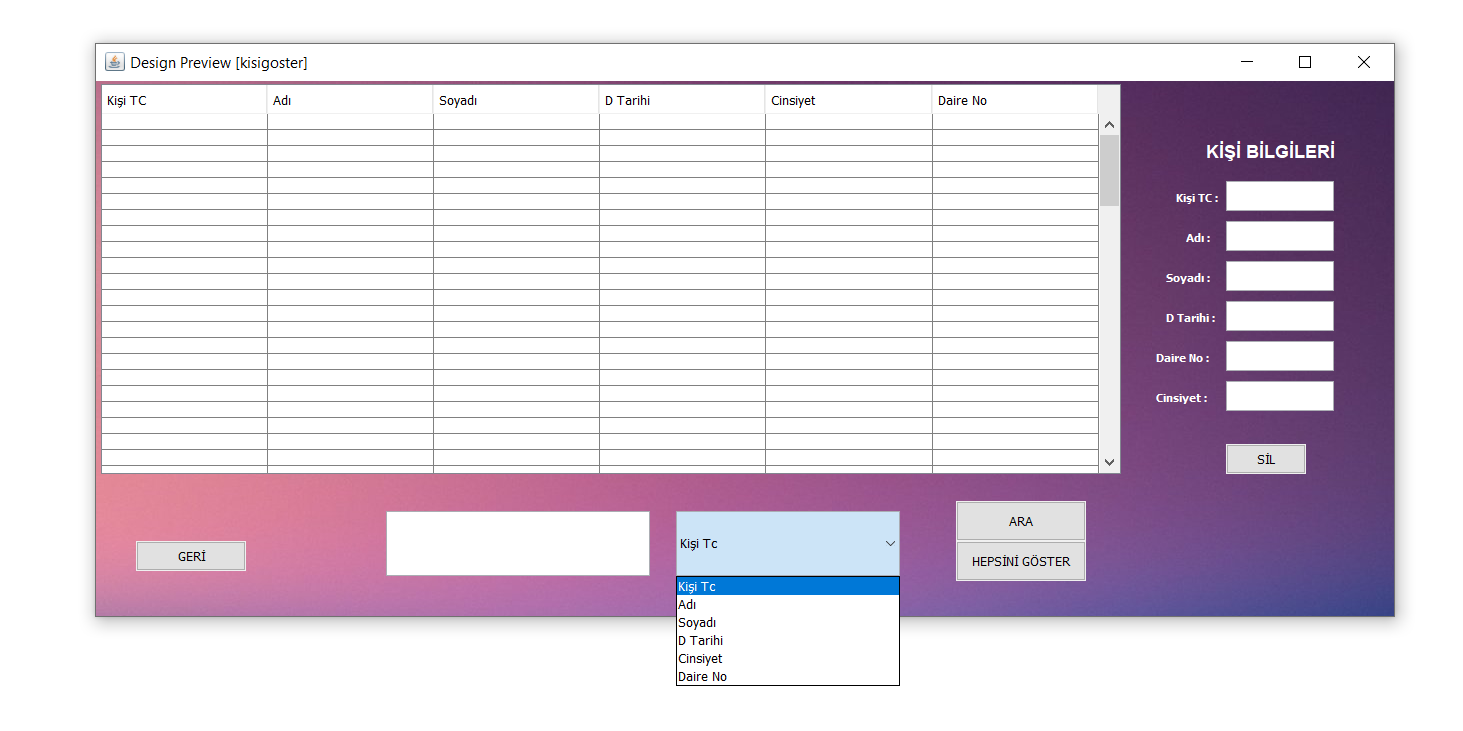 Design Preview [kisigoster]
Kişi TC Adı Soyadı D Tarihi Cinsiyet Daire No
KİŞİ BİLGİLERİ
Kişi TC :
Adı :
Soyadı :
D Tarihi :
Daire No :
Cinsiyet :
SİL
GERİ
Kişi Tc
ARA
HEPSİNİ GÖSTER
Kişi Tc
Adı
Soyadı
D Tarihi
Cinsiyet
Daire No